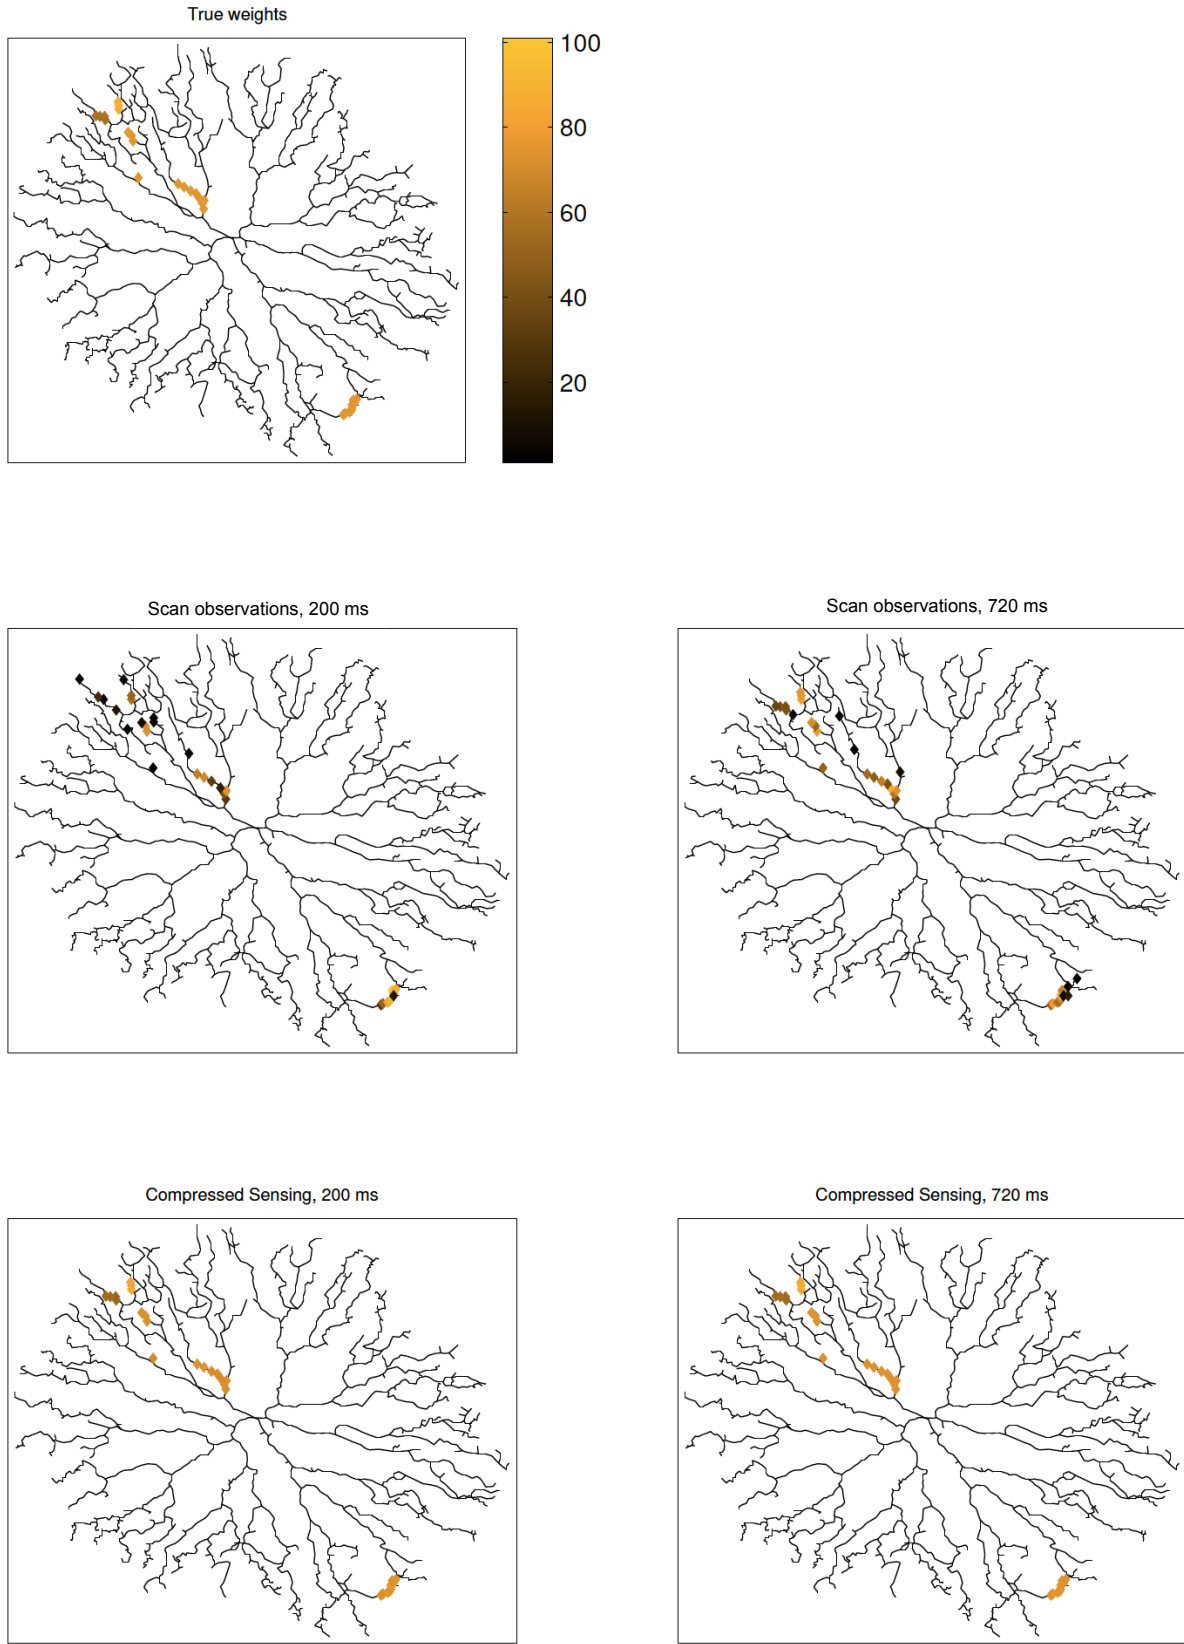 True weights
100
80
60
40
20
Scan observations, 200 ms
Scan observations, 720 ms
Compressed Sensing, 200 ms
Compressed Sensing, 720 ms